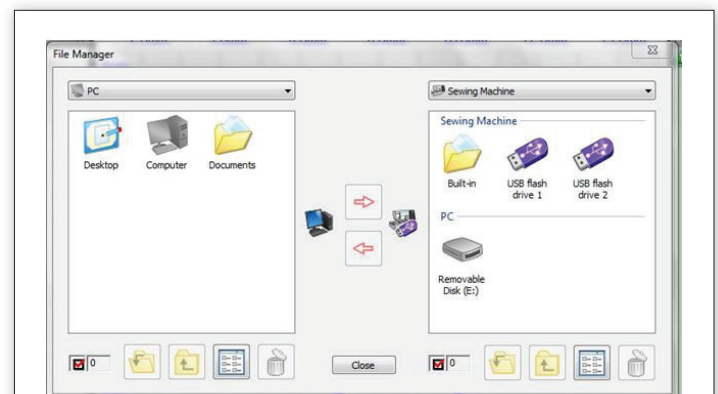 File Manager
PC
Sewing Machine
Desktop
Computer
Documents
Sewing Machine
Built-in
USB flash
drive 1
USB flash
drive 2
PC
Removable
Disk (E:)
0
Close
0